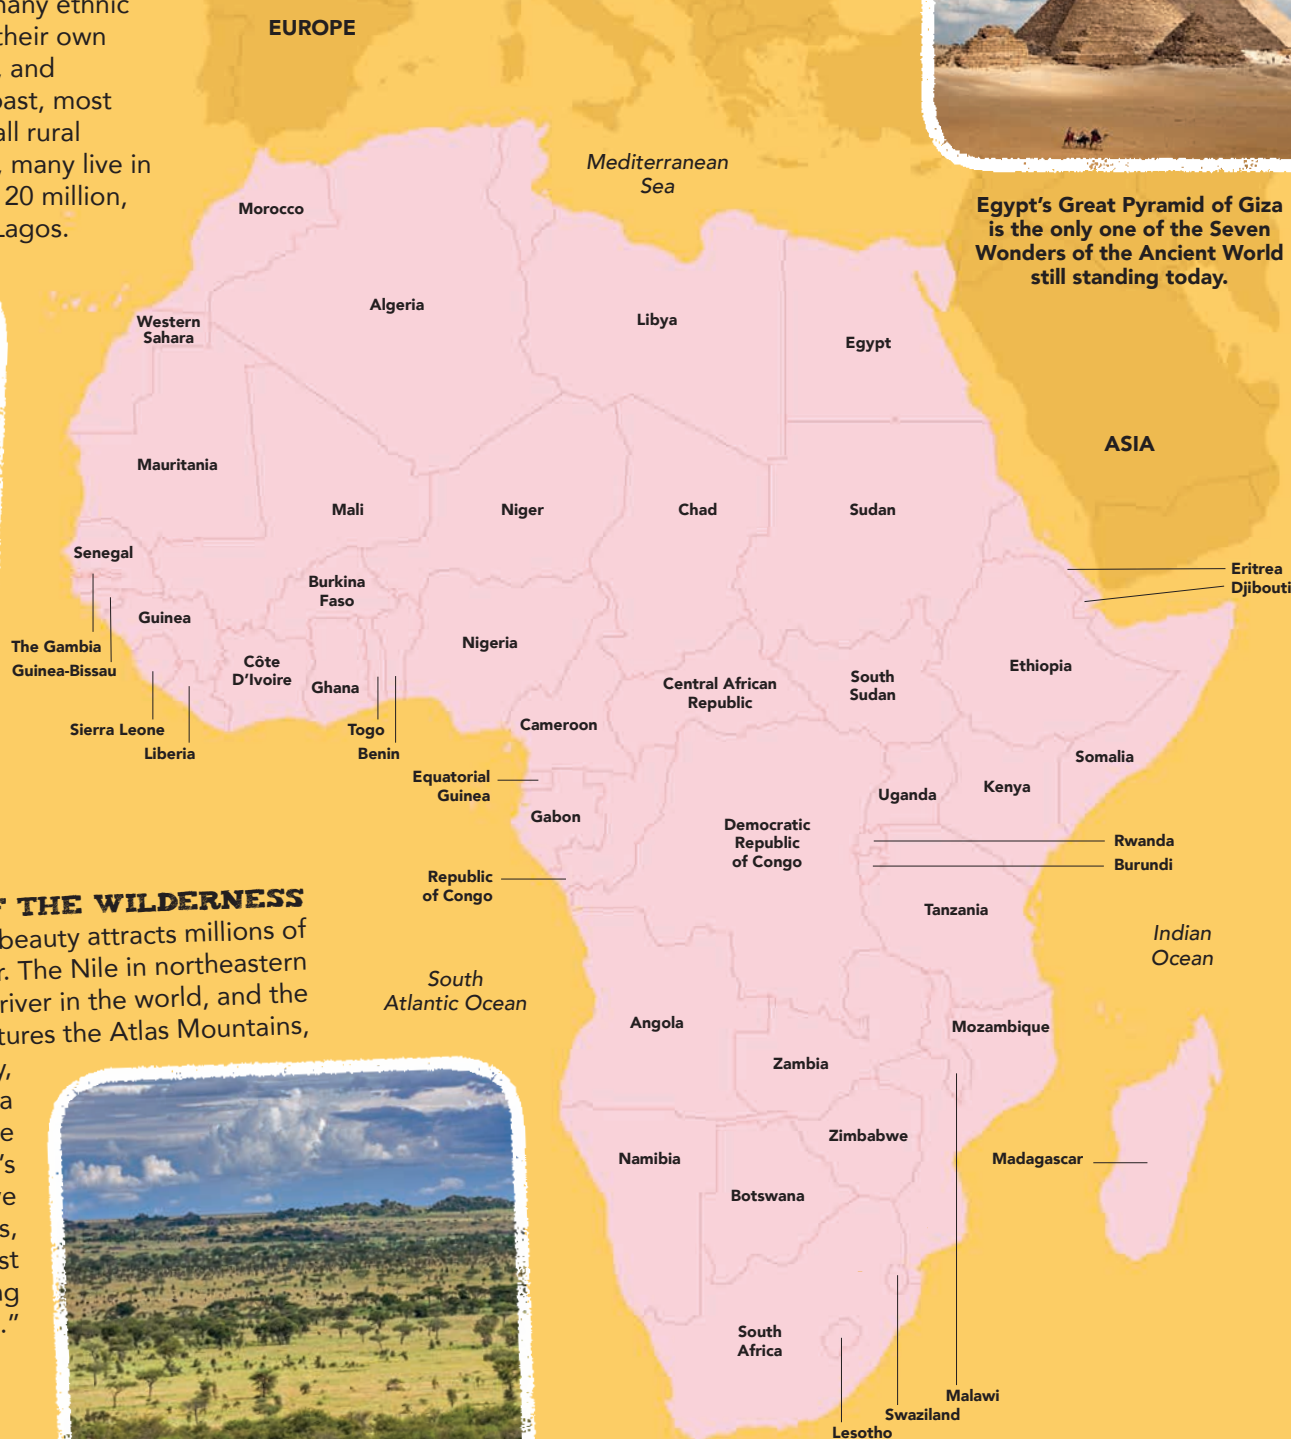 many ethnic
their own
, and
past, most
all rural
, many live in
20 million,
Lagos.
EUROPE
Mediterranean
Sea
Egypt’s Great Pyramid of Giza
is the only one of the Seven
Wonders of the Ancient World
still standing today.
ASIA
Morocco
Algeria
Western
Sahara
Libya
Egypt
Mauritania
Mali
Niger
Chad
Sudan
Senegal
Eritrea
Djibouti
Burkina
Faso
Guinea
Nigeria
The Gambia
Guinea-Bissau
Côte
D’Ivoire
Ghana
Ethiopia
Central African
Republic
South
Sudan
Sierra Leone
Liberia
Togo
Benin
Cameroon
Somalia
Equatorial
Guinea
Gabon
Uganda
Kenya
Democratic
Republic
of Congo
Rwanda
Burundi
Republic
of Congo
Tanzania
Indian
Ocean
South
Atlantic Ocean
Angola
Mozambique
Zambia
Zimbabwe
Namibia
Madagascar
Botswana
South
Africa
Malawi
Swaziland
Lesotho
THE WILDERNESS
beauty attracts millions of
r. The Nile in northeastern
river in the world, and the
tures the Atlas Mountains,
y,
a
e
’s
ve
s,
st
ng
.”